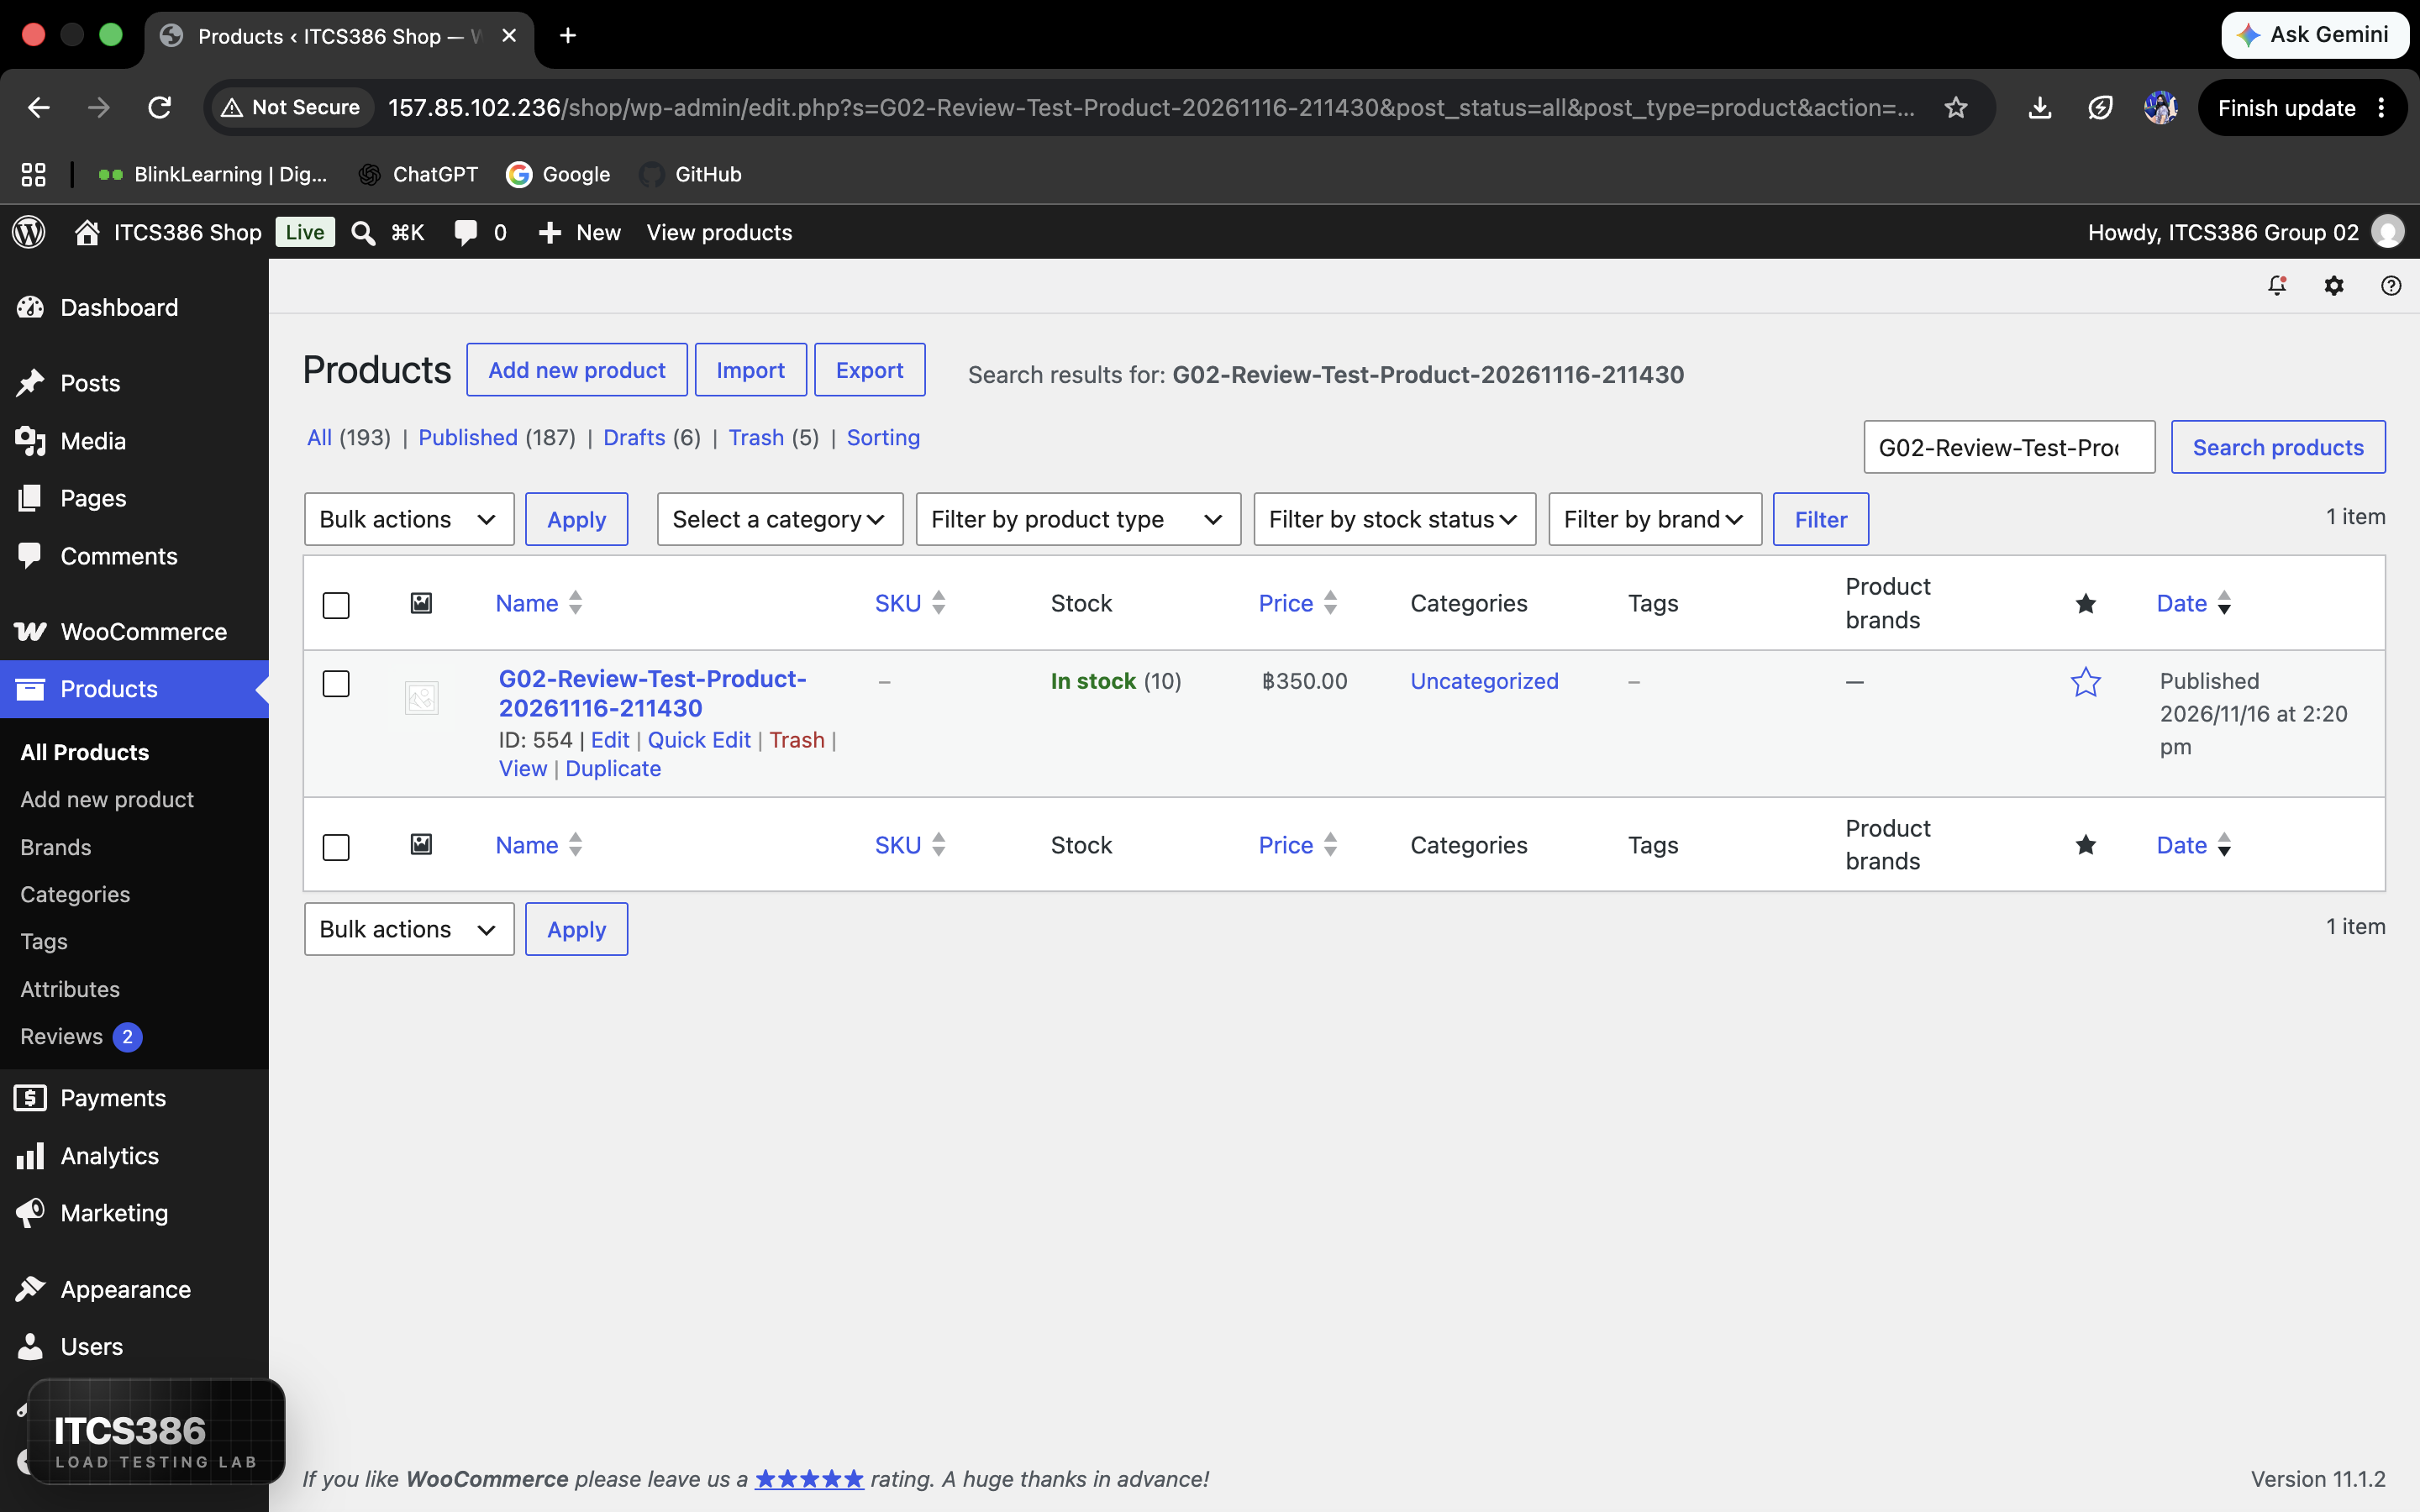 Products ‹ ITCS386 Shop —
Ask Gemini
Not Secure
157.85.102.236/shop/wp-admin/edit.php?s=G02-Review-Test-Product-20261116-211430&post_status=all&post_type=product&action=...
Finish update
BlinkLearning | Dig...
ChatGPT
Google
GitHub
ITCS386 Shop
Live
⌘K
0
New
View products
Howdy, ITCS386 Group 02
Dashboard
Posts
Media
Pages
Comments
WooCommerce
Products
All Products
Add new product
Brands
Categories
Tags
Attributes
Reviews 2
Payments
Analytics
Marketing
Appearance
Users
ITCS386
LOAD TESTING LAB
Products
Add new product
Import
Export
Search results for: G02-Review-Test-Product-20261116-211430
All (193) | Published (187) | Drafts (6) | Trash (5) | Sorting
G02-Review-Test-Pro
Search products
Bulk actions
Apply
Select a category
Filter by product type
Filter by stock status
Filter by brand
Filter
1 item
Name
SKU
Stock
Price
Categories
Tags
Product
brands
Date
G02-Review-Test-Product-
20261116-211430
ID: 554 | Edit | Quick Edit | Trash |
View | Duplicate
–
In stock (10)
฿350.00
Uncategorized
–
—
Published
2026/11/16 at 2:20
pm
Name
SKU
Stock
Price
Categories
Tags
Product
brands
Date
Bulk actions
Apply
1 item
If you like WooCommerce please leave us a ★★★★★ rating. A huge thanks in advance!
Version 11.1.2